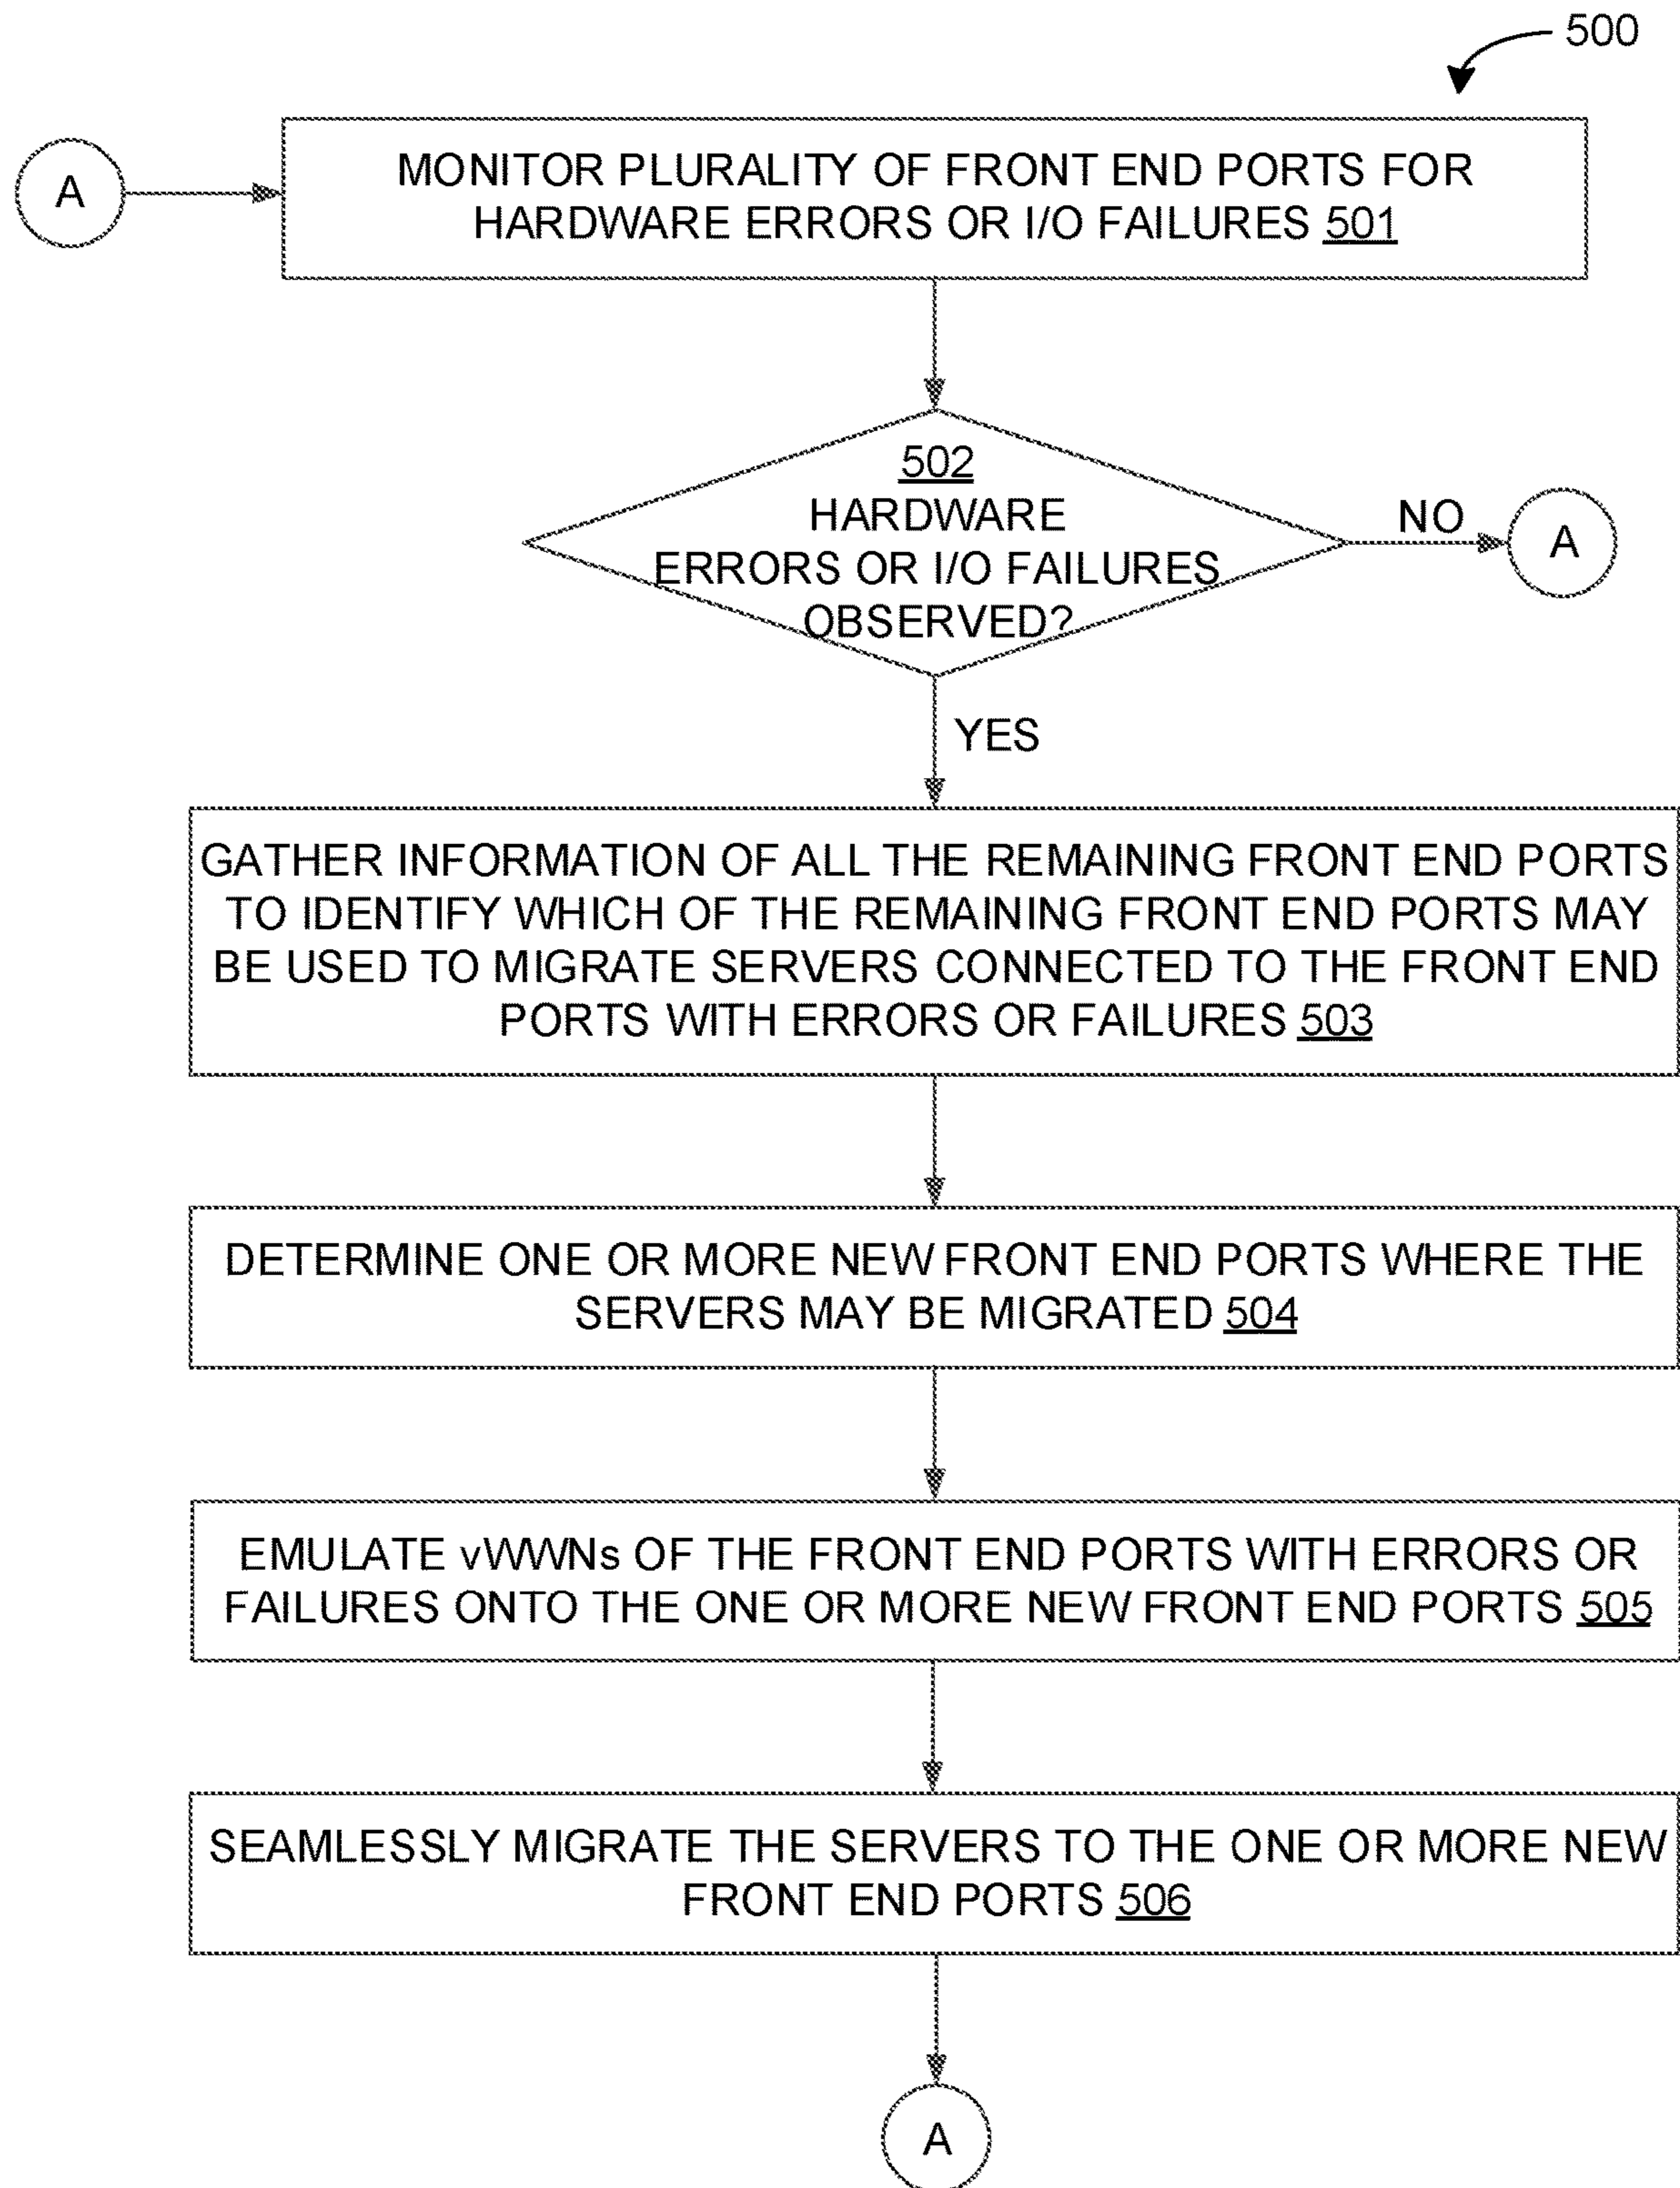 500
A
MONITOR PLURALITY OF FRONT END PORTS FOR
HARDWARE ERRORS OR I/O FAILURES 501
502
HARDWARE
ERRORS OR I/O FAILURES
OBSERVED?
NO
A
YES
GATHER INFORMATION OF ALL THE REMAINING FRONT END PORTS
TO IDENTIFY WHICH OF THE REMAINING FRONT END PORTS MAY
BE USED TO MIGRATE SERVERS CONNECTED TO THE FRONT END
PORTS WITH ERRORS OR FAILURES 503
DETERMINE ONE OR MORE NEW FRONT END PORTS WHERE THE
SERVERS MAY BE MIGRATED 504
EMULATE vWWNs OF THE FRONT END PORTS WITH ERRORS OR
FAILURES ONTO THE ONE OR MORE NEW FRONT END PORTS 505
SEAMLESSLY MIGRATE THE SERVERS TO THE ONE OR MORE NEW
FRONT END PORTS 506
A